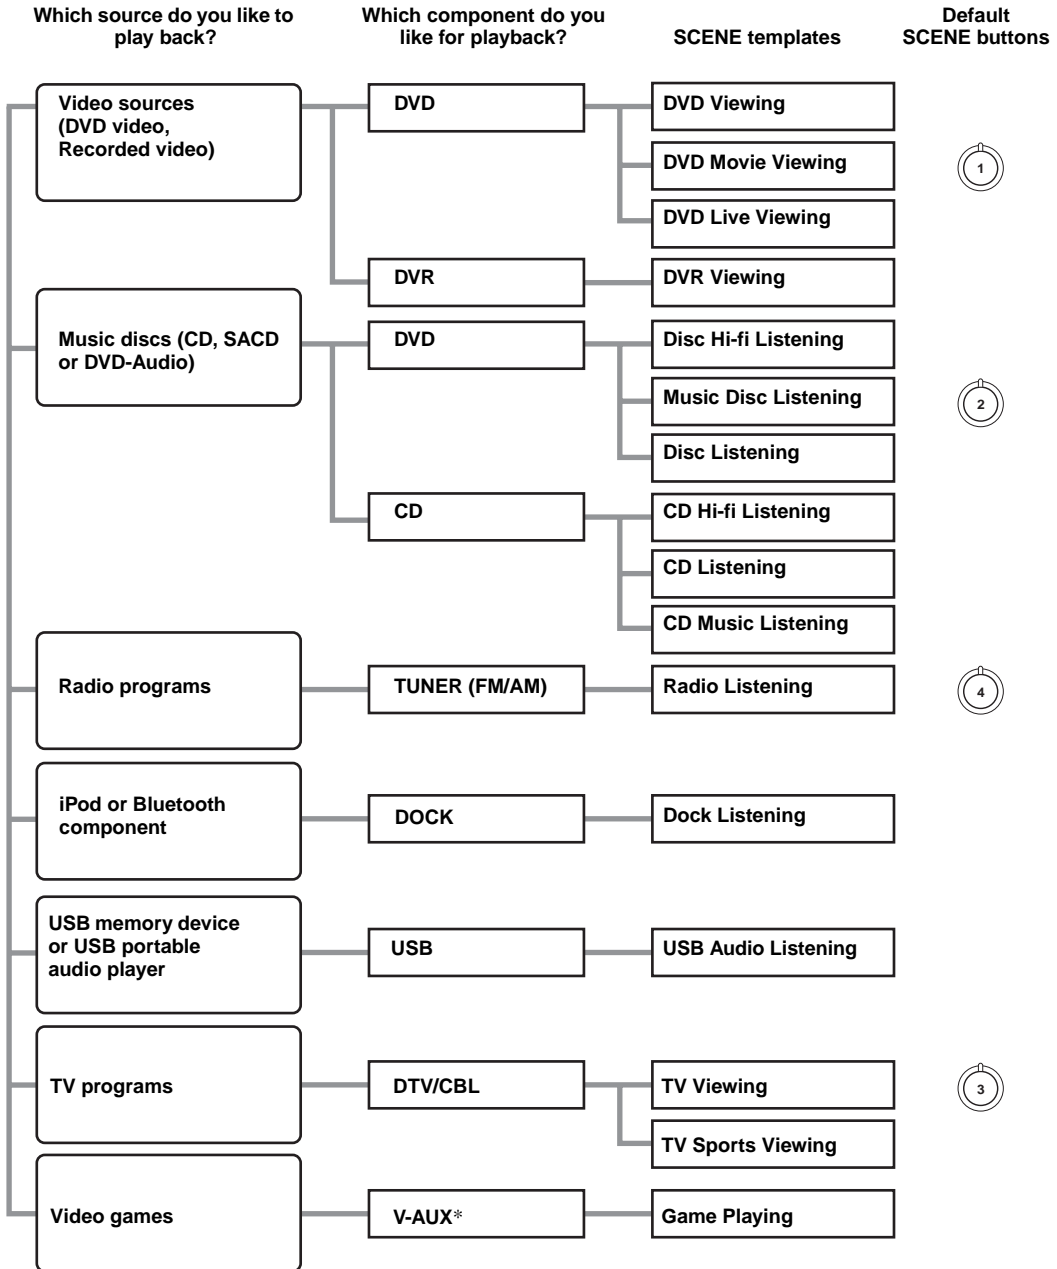 Which source do you like to
play back?
Which component do you
like for playback?
SCENE templates
Default
SCENE buttons
Video sources
(DVD video,
Recorded video)
DVD
DVD Viewing
DVD Movie Viewing
1
DVD Live Viewing
DVR
DVR Viewing
Music discs (CD, SACD
or DVD-Audio)
DVD
Disc Hi-fi Listening
Music Disc Listening
2
Disc Listening
CD
CD Hi-fi Listening
CD Listening
CD Music Listening
Radio programs
TUNER (FM/AM)
Radio Listening
4
iPod or Bluetooth
component
DOCK
Dock Listening
USB memory device
or USB portable
audio player
USB
USB Audio Listening
TV programs
DTV/CBL
TV Viewing
3
TV Sports Viewing
Video games
V-AUX*
Game Playing